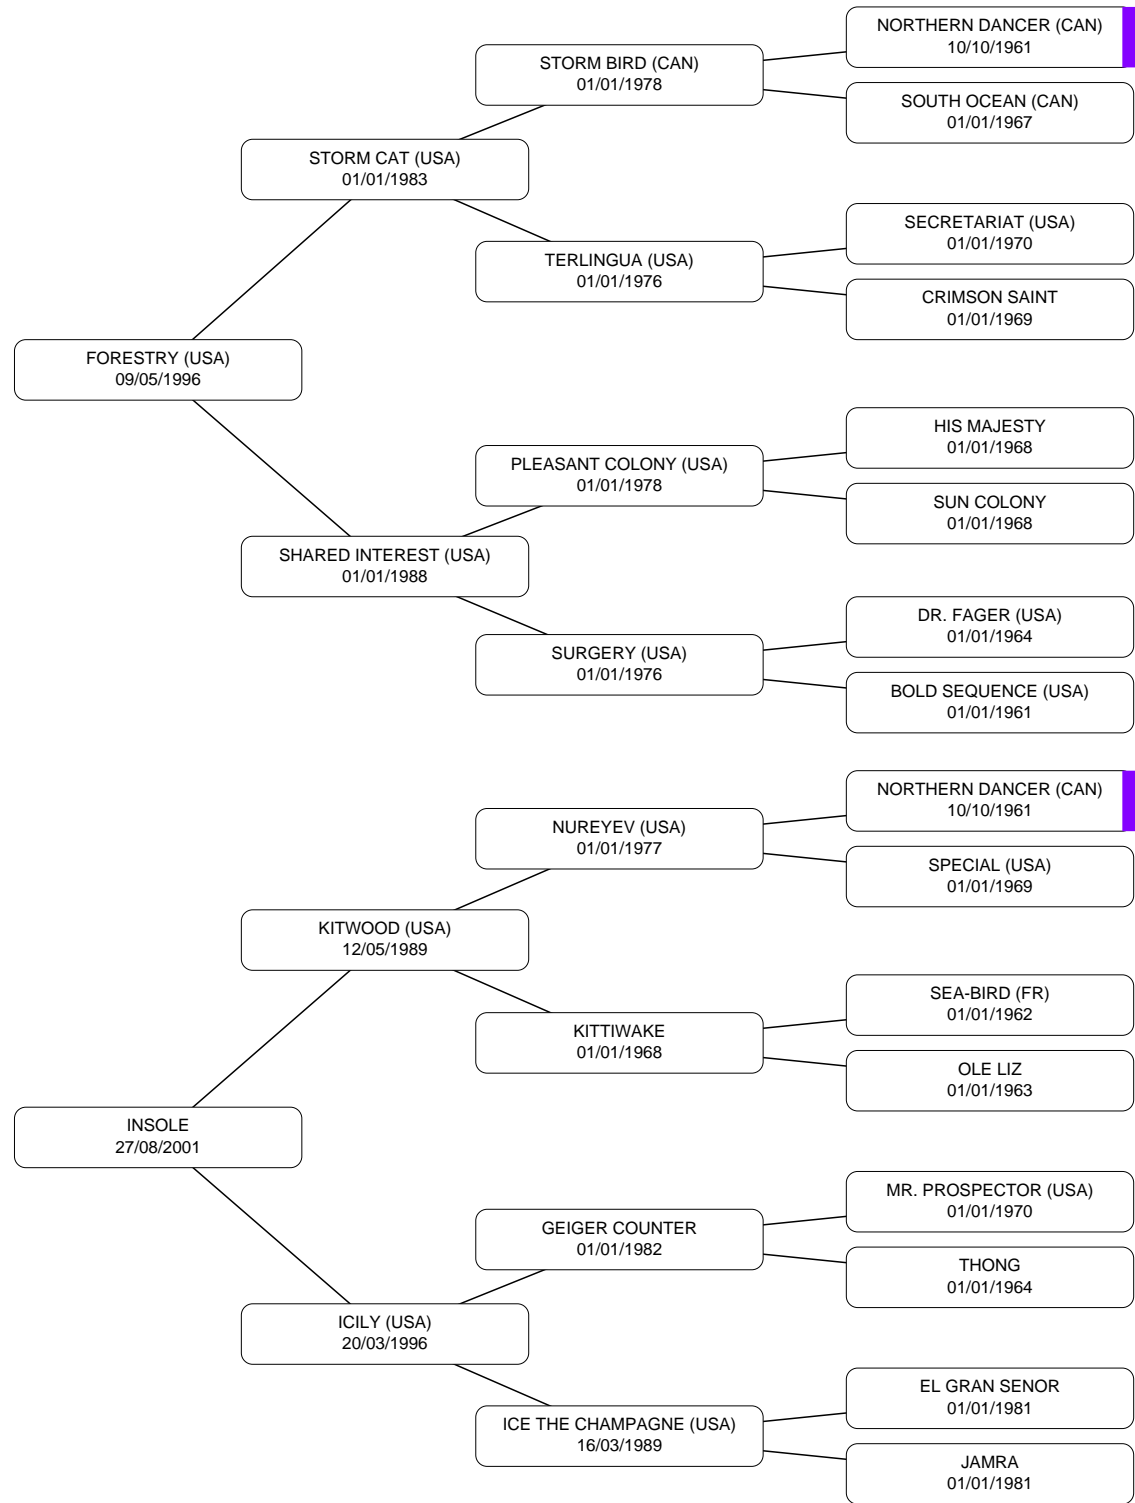 NORTHERN DANCER (CAN)
10/10/1961
STORM BIRD (CAN)
01/01/1978
SOUTH OCEAN (CAN)
01/01/1967
STORM CAT (USA)
01/01/1983
SECRETARIAT (USA)
01/01/1970
TERLINGUA (USA)
01/01/1976
CRIMSON SAINT
01/01/1969
FORESTRY (USA)
09/05/1996
HIS MAJESTY
01/01/1968
PLEASANT COLONY (USA)
01/01/1978
SUN COLONY
01/01/1968
SHARED INTEREST (USA)
01/01/1988
DR. FAGER (USA)
01/01/1964
SURGERY (USA)
01/01/1976
BOLD SEQUENCE (USA)
01/01/1961
NORTHERN DANCER (CAN)
10/10/1961
NUREYEV (USA)
01/01/1977
SPECIAL (USA)
01/01/1969
KITWOOD (USA)
12/05/1989
SEA-BIRD (FR)
01/01/1962
KITTIWAKE
01/01/1968
OLE LIZ
01/01/1963
INSOLE
27/08/2001
MR. PROSPECTOR (USA)
01/01/1970
GEIGER COUNTER
01/01/1982
THONG
01/01/1964
ICILY (USA)
20/03/1996
EL GRAN SENOR
01/01/1981
ICE THE CHAMPAGNE (USA)
16/03/1989
JAMRA
01/01/1981